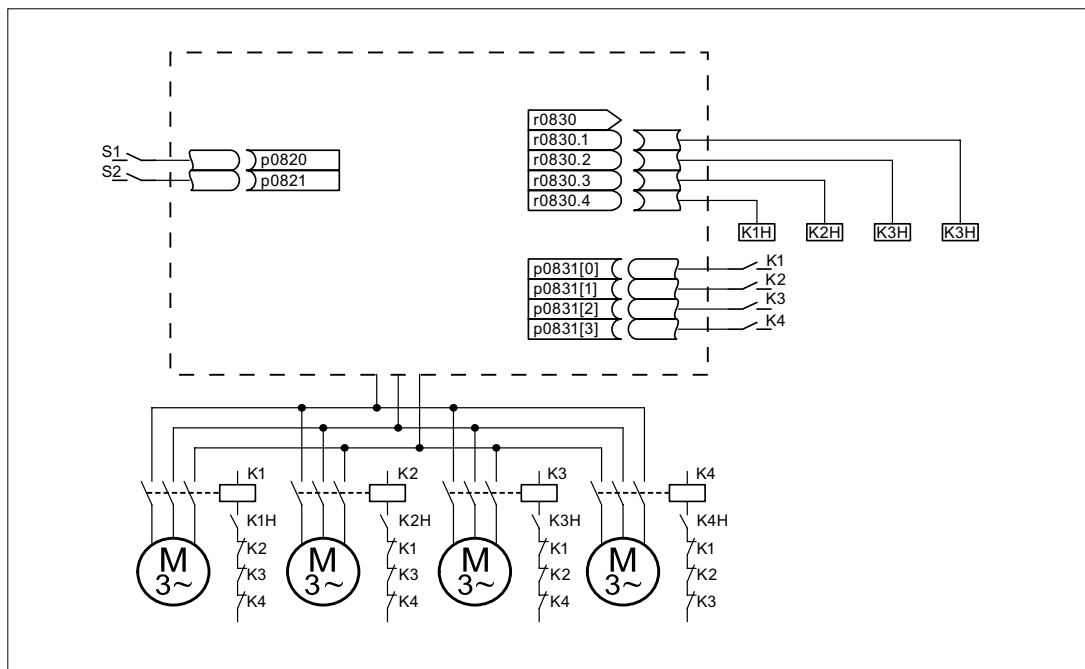 r0830
r0830.1
S1 p0820 r0830.2
S2 p0821 r0830.3
r0830.4
K1H K2H K3H K3H
p0831[0] K1
p0831[1] K2
p0831[2] K3
p0831[3] K4
K1 K2 K3 K4
K1H K2H K3H K4H
M K2 M K1 M K1 M K1
3~ K3 3~ K3 3~ K2 3~ K2
K4 K4 K4 K3